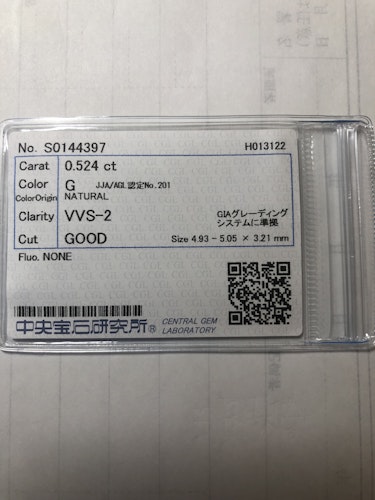 No. S0144397 H013122
Carat 0.524 ct
Color G JJA/AGL認定No.201
ColorOrigin NATURAL
Clarity VVS-2 GIAグレーディング
システムに準拠
Cut GOOD Size 4.93 - 5.05 × 3.21 mm
Fluo. NONE
中央宝石研究所® CENTRAL GEM
LABORATORY